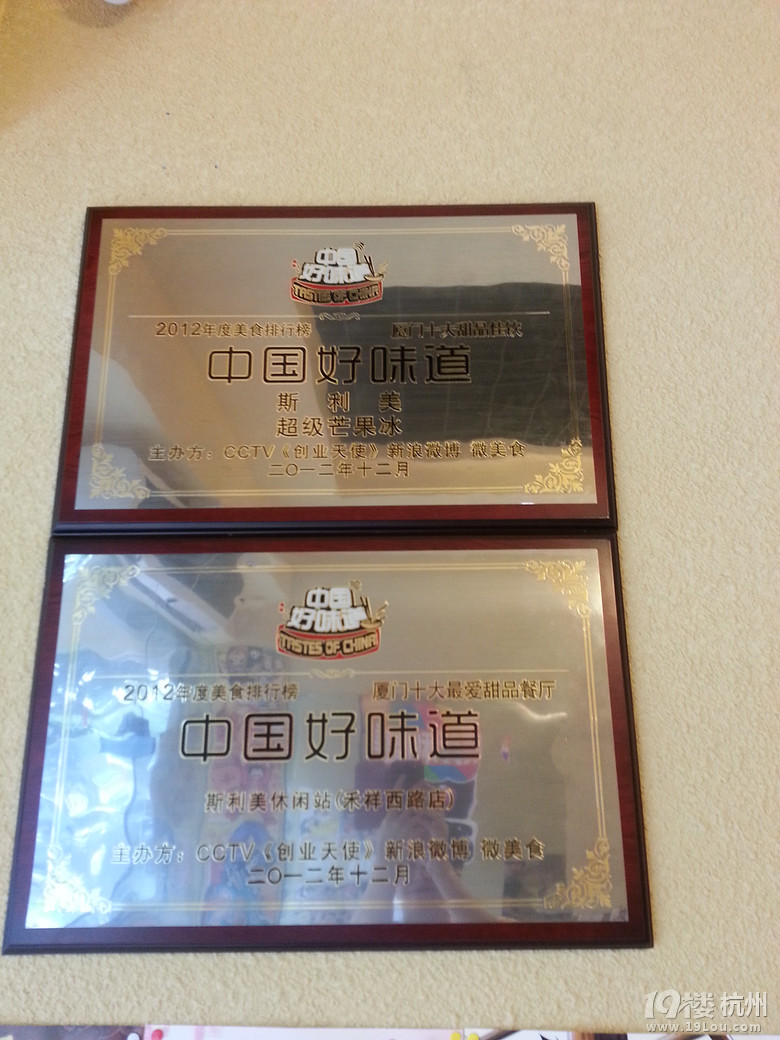 中国
好味道
TASTES OF CHINA
2012年度美食排行榜 厦门十大甜品佳饮
中国好味道
斯利美
超级芒果冰
主办方：CCTV《创业天使》新浪微博 微美食
二〇一二年十二月
中国
好味道
TASTES OF CHINA
2012年度美食排行榜 厦门十大最爱甜品餐厅
中国好味道
斯利美休闲站(禾祥西路店)
主办方：CCTV《创业天使》新浪微博 微美食
二〇一二年十二月
19楼杭州
www.19Lou.com